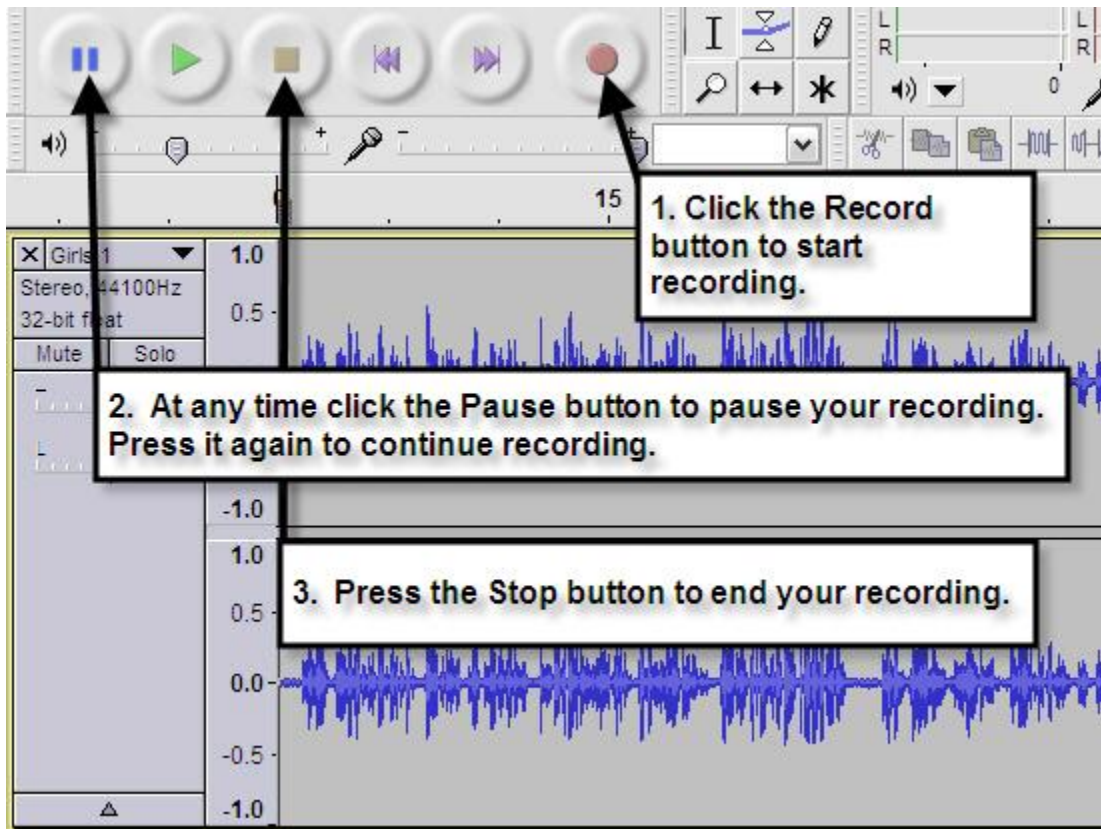 L
R
L
R
0
- +
- +
0
15
1. Click the Record
button to start
recording.
Girls 1
Stereo, 44100Hz
32-bit float
Mute Solo
1.0
0.5
2. At any time click the Pause button to pause your recording.
Press it again to continue recording.
-
L
-1.0
1.0
3. Press the Stop button to end your recording.
0.5
0.0
-0.5
-1.0